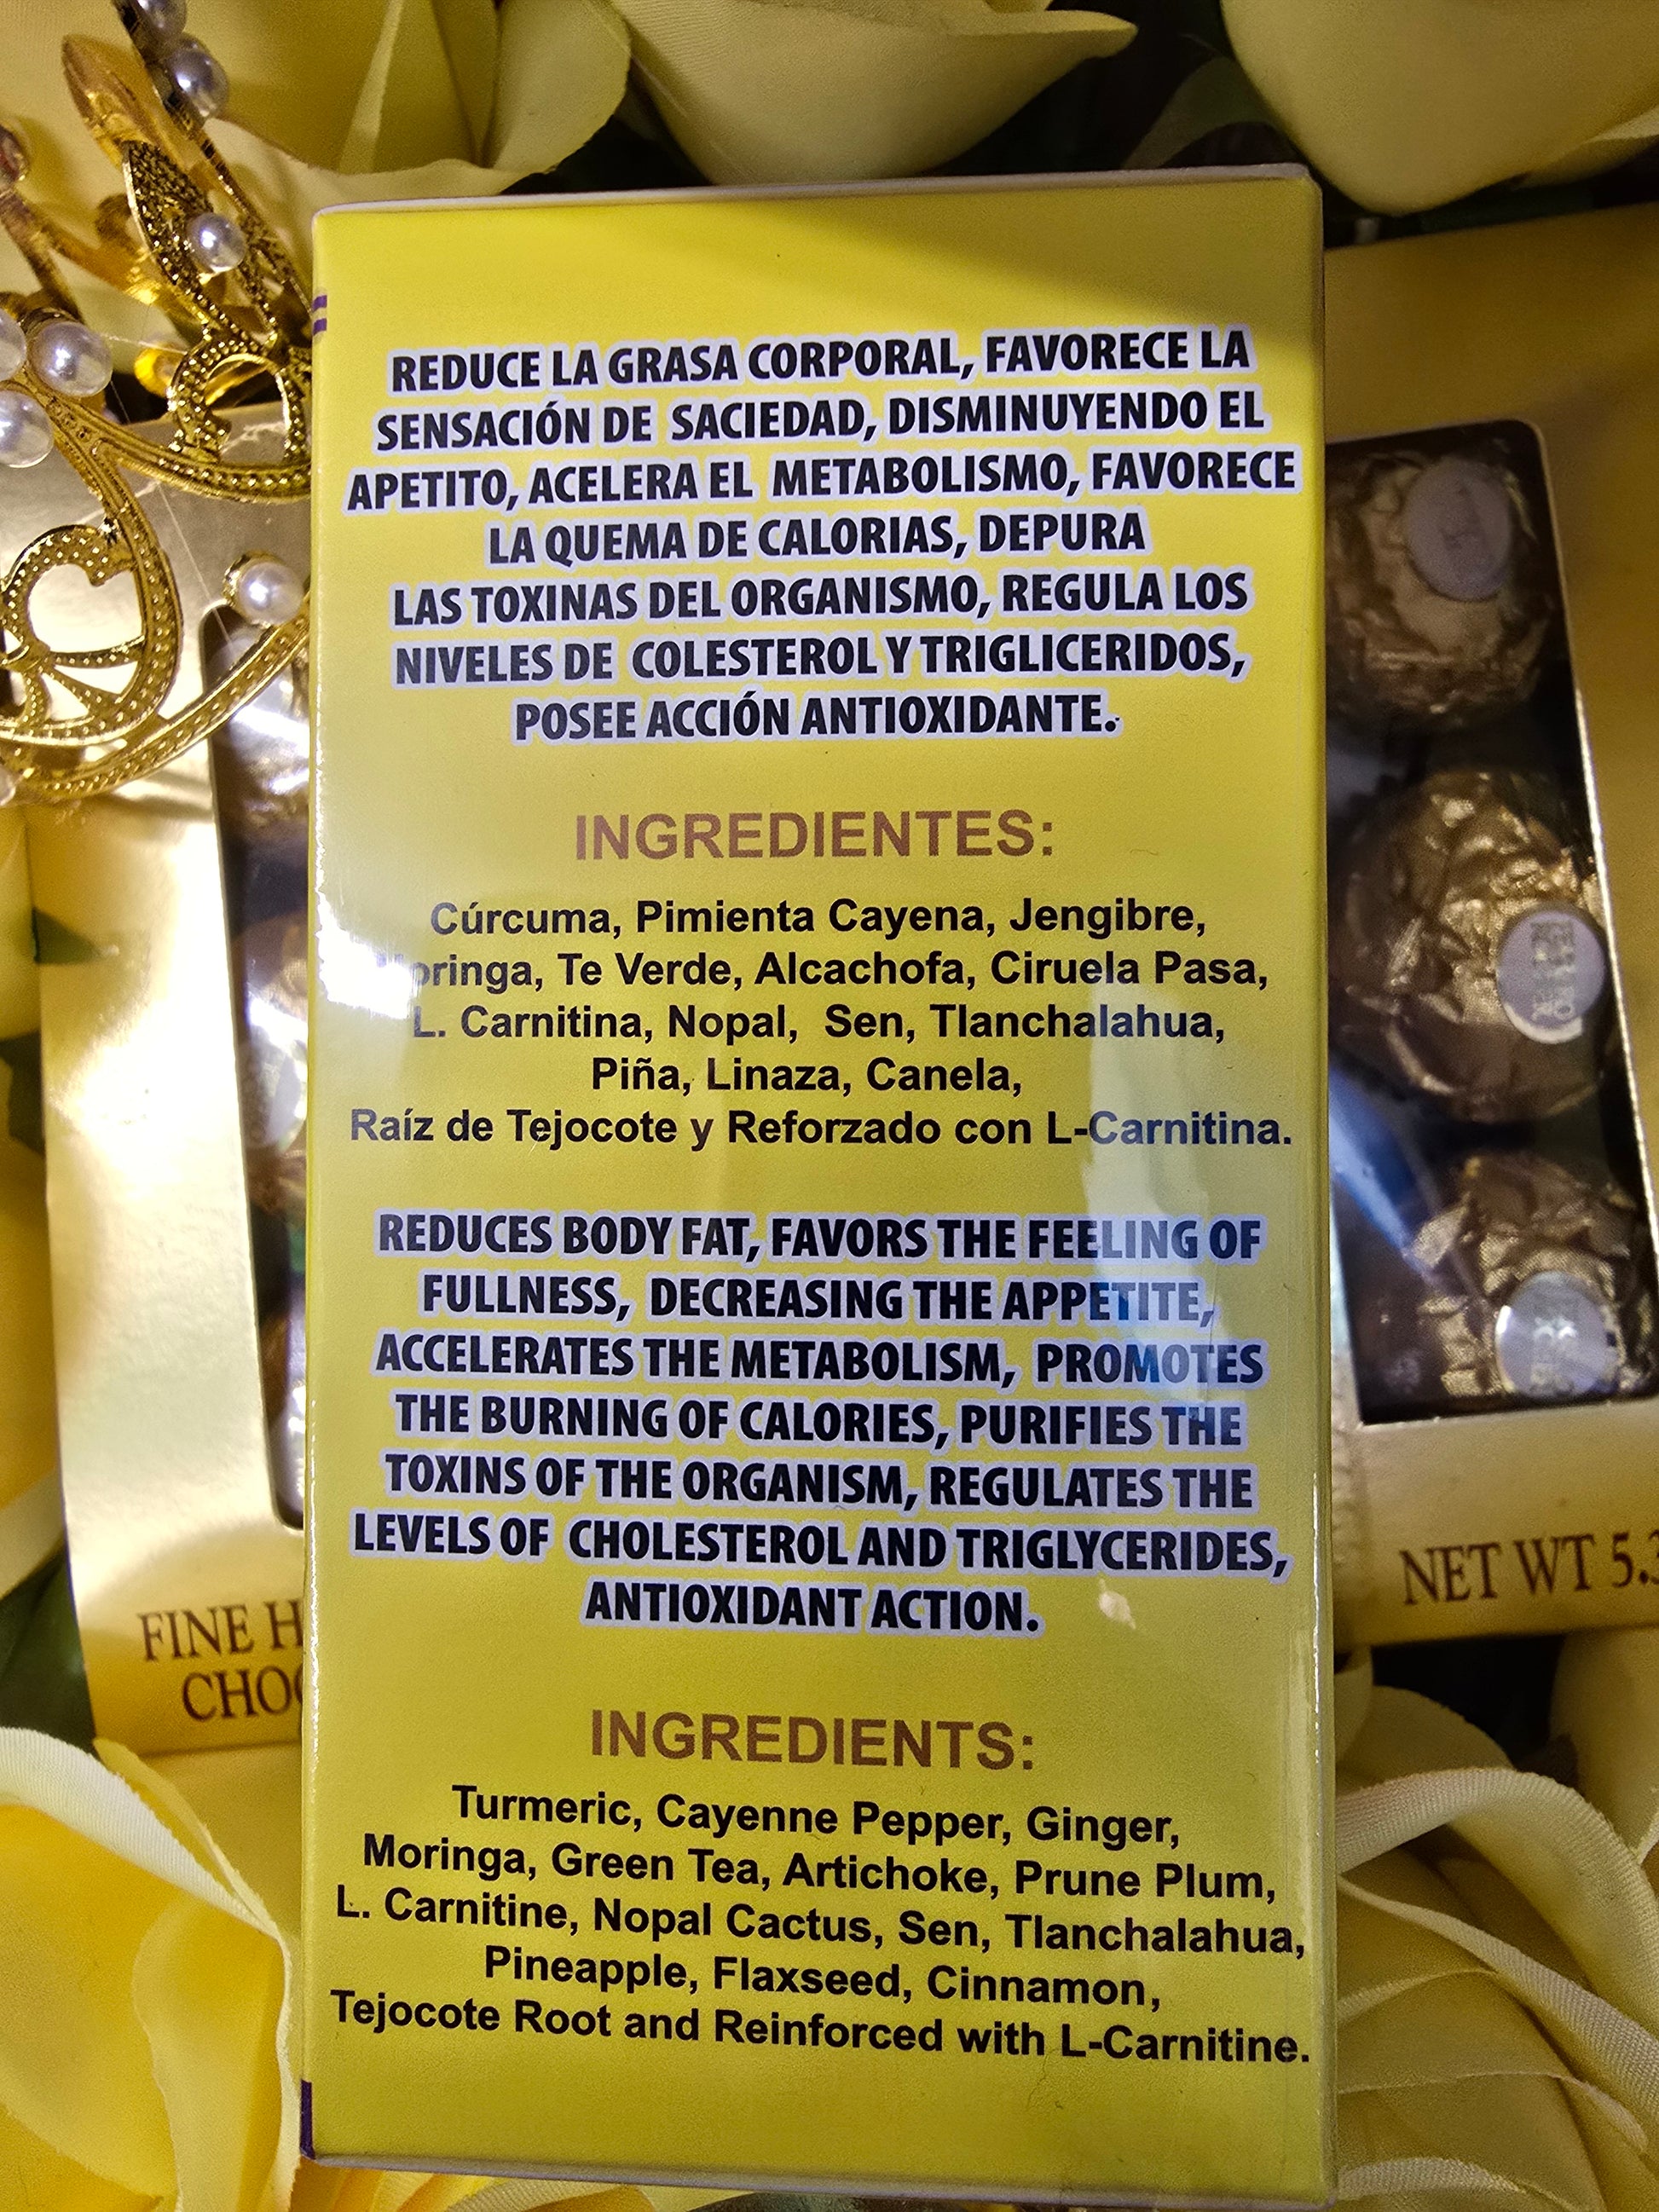 REDUCE LA GRASA CORPORAL, FAVORECE LA
SENSACIÓN DE SACIEDAD, DISMINUYENDO EL
APETITO, ACELERA EL METABOLISMO, FAVORECE
LA QUEMA DE CALORIAS, DEPURA
LAS TOXINAS DEL ORGANISMO, REGULA LOS
NIVELES DE COLESTEROL Y TRIGLICERIDOS,
POSEE ACCIÓN ANTIOXIDANTE.
INGREDIENTES:
Cúrcuma, Pimienta Cayena, Jengibre,
Moringa, Te Verde, Alcachofa, Ciruela Pasa,
L. Carnitina, Nopal, Sen, Tlanchalahua,
Piña, Linaza, Canela,
Raíz de Tejocote y Reforzado con L-Carnitina.
REDUCES BODY FAT, FAVORS THE FEELING OF
FULLNESS, DECREASING THE APPETITE,
ACCELERATES THE METABOLISM, PROMOTES
THE BURNING OF CALORIES, PURIFIES THE
TOXINS OF THE ORGANISM, REGULATES THE
LEVELS OF CHOLESTEROL AND TRIGLYCERIDES,
ANTIOXIDANT ACTION.
INGREDIENTS:
Turmeric, Cayenne Pepper, Ginger,
Moringa, Green Tea, Artichoke, Prune Plum,
L. Carnitine, Nopal Cactus, Sen, Tlanchalahua,
Pineapple, Flaxseed, Cinnamon,
Tejocote Root and Reinforced with L-Carnitine.
FINE H
CHOC
NET WT 5.3